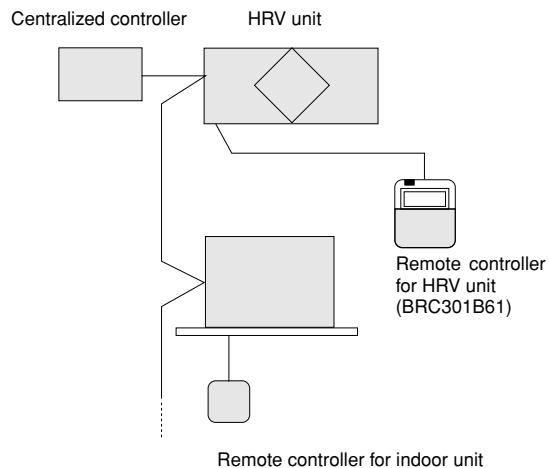 Centralized controller
HRV unit
Remote controller
for HRV unit
(BRC301B61)
Remote controller for indoor unit